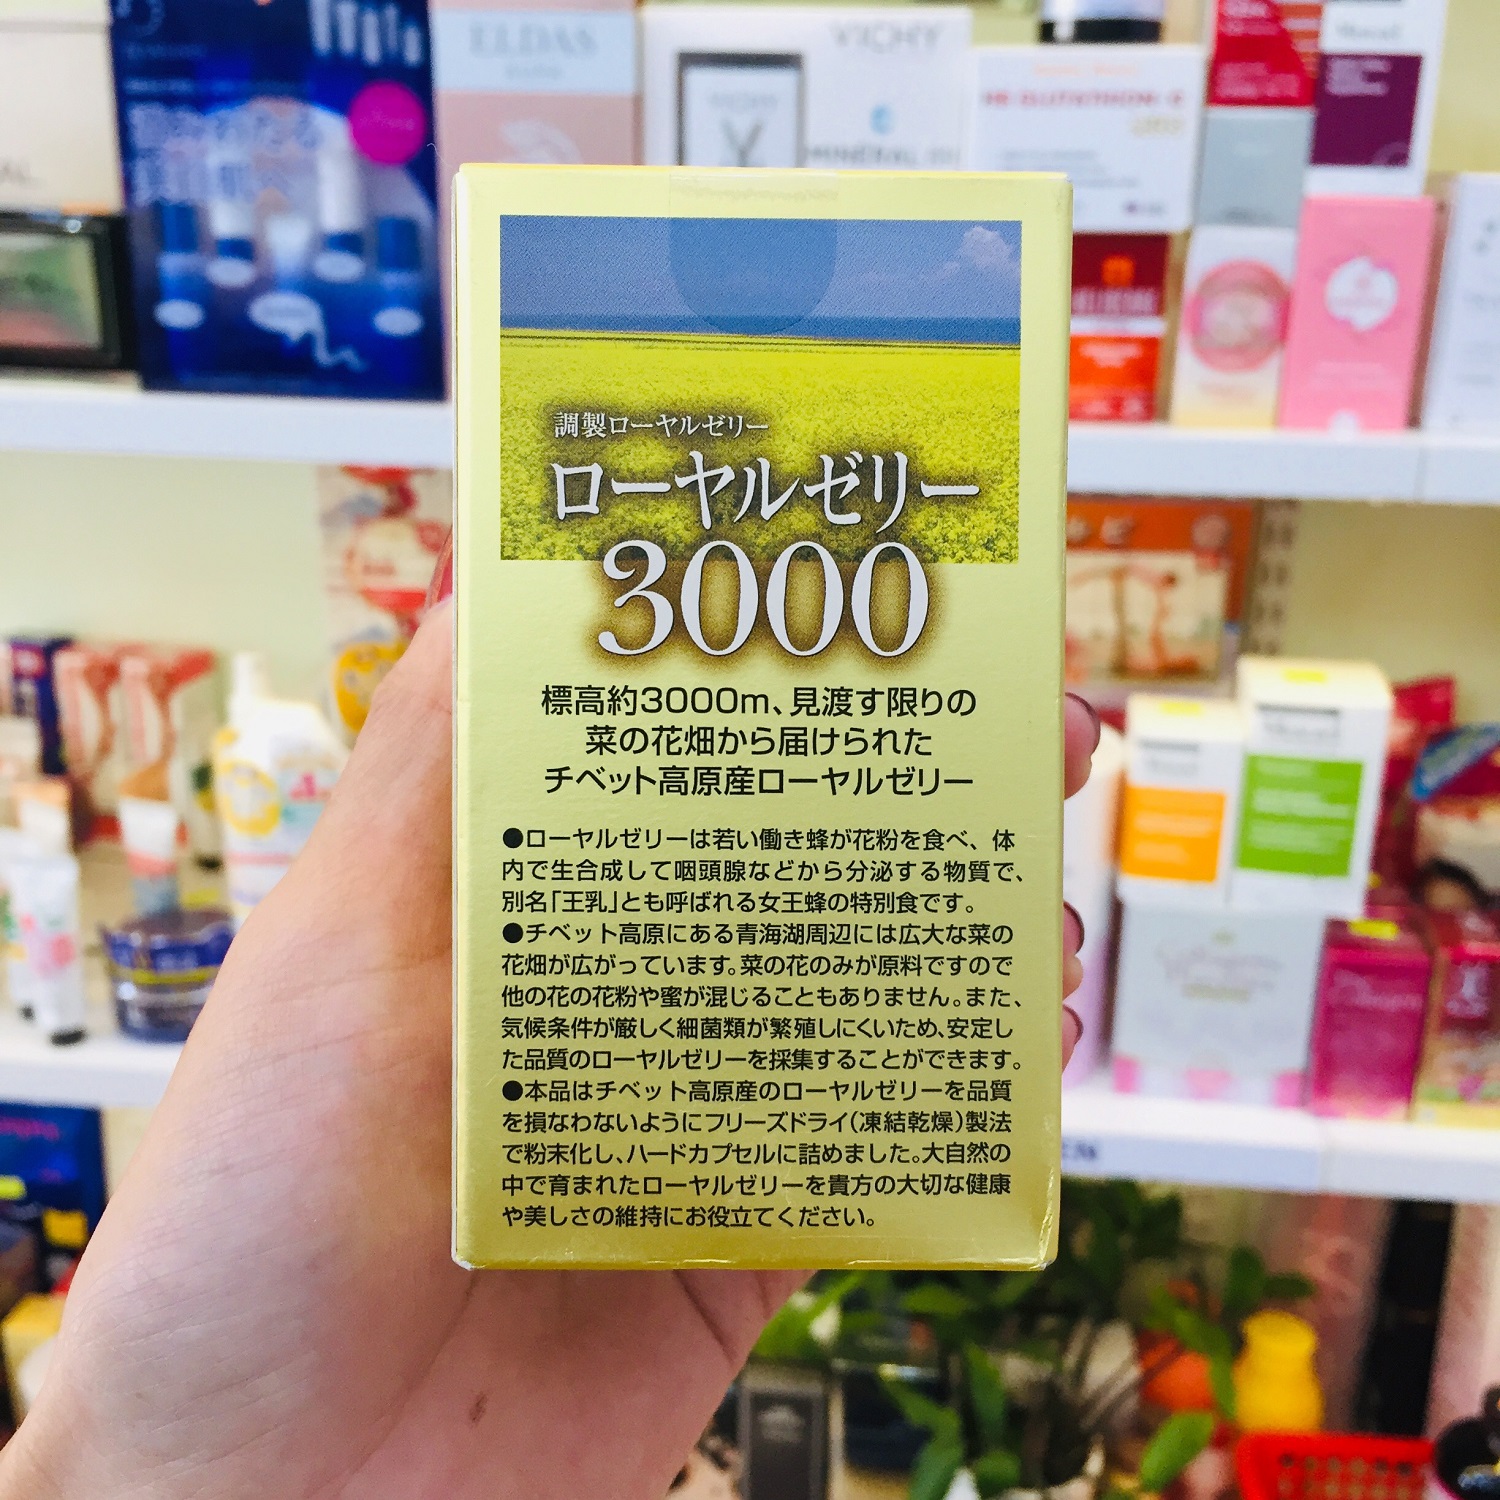 ELDAS
VICHY
VICHY
MINERAL
調製ローヤルゼリー
ローヤルゼリー
3000
標高約3000m、見渡す限りの
菜の花畑から届けられた
チベット高原産ローヤルゼリー
●ローヤルゼリーは若い働き蜂が花粉を食べ、体
内で生合成して咽頭腺などから分泌する物質で、
別名「王乳」とも呼ばれる女王蜂の特別食です。
●チベット高原にある青海湖周辺には広大な菜の
花畑が広がっています。菜の花のみが原料ですので
他の花の花粉や蜜が混じることもありません。また、
気候条件が厳しく細菌類が繁殖しにくいため、安定し
た品質のローヤルゼリーを採集することができます。
●本品はチベット高原産のローヤルゼリーを品質
を損なわないようにフリーズドライ(凍結乾燥)製法
で粉末化し、ハードカプセルに詰めました。大自然の
中で育まれたローヤルゼリーを貴方の大切な健康
や美しさの維持にお役立てください。